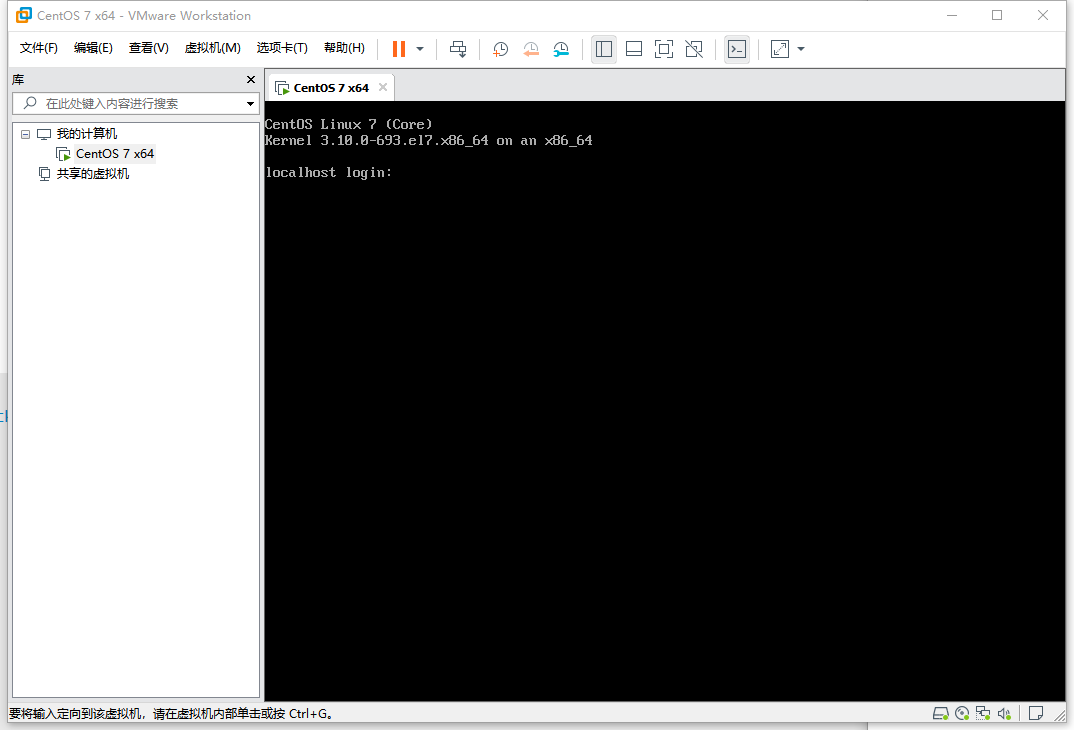 CentOS 7 x64 - VMware Workstation
文件(F) 编辑(E) 查看(V) 虚拟机(M) 选项卡(T) 帮助(H)
库
在此处键入内容进行搜索
我的计算机
CentOS 7 x64
共享的虚拟机
CentOS 7 x64
CentOS Linux 7 (Core)
Kernel 3.10.0-693.el7.x86_64 on an x86_64
localhost login:
要将输入定向到该虚拟机，请在虚拟机内部单击或按 Ctrl+G。